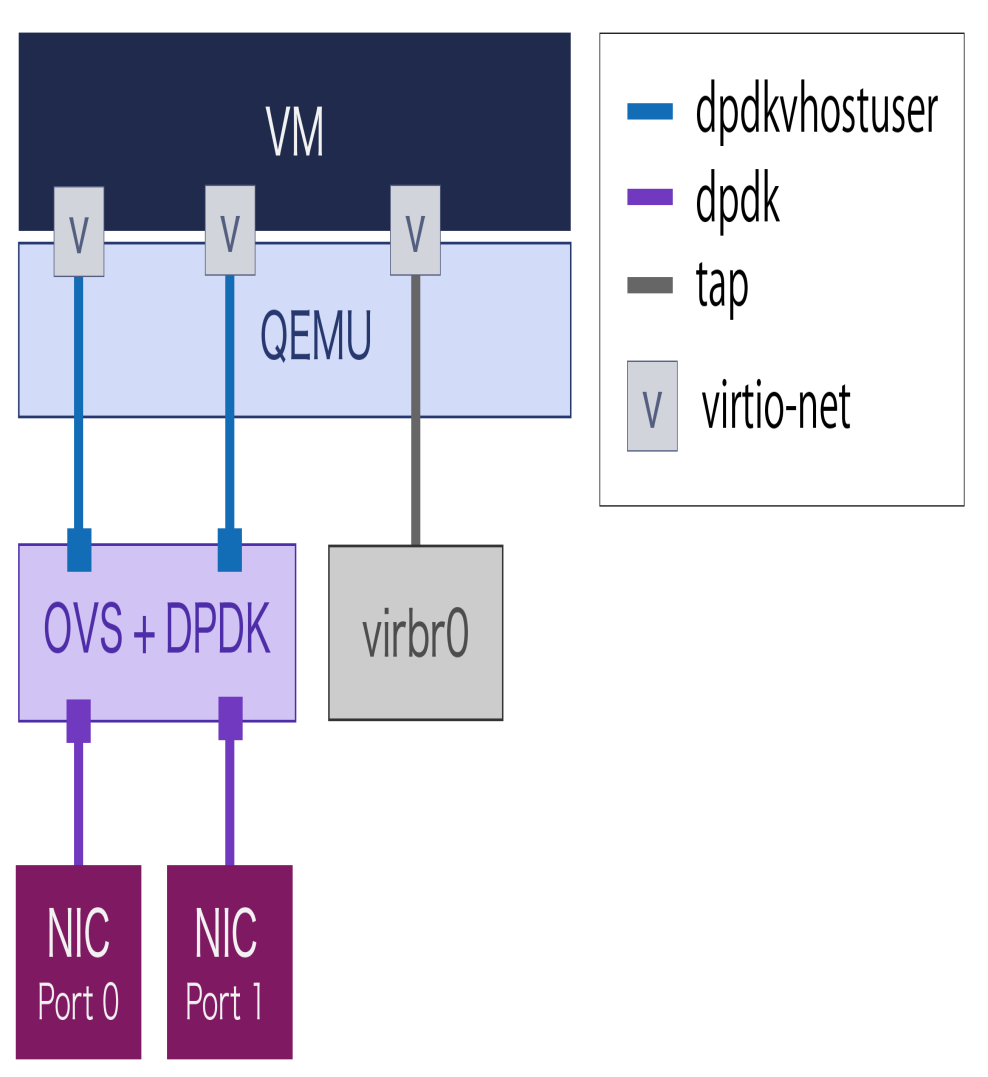 VM
V
V
V
QEMU
OVS + DPDK
virbr0
NIC
Port 0
NIC
Port 1
dpdkvhostuser
dpdk
tap
V
virtio-net